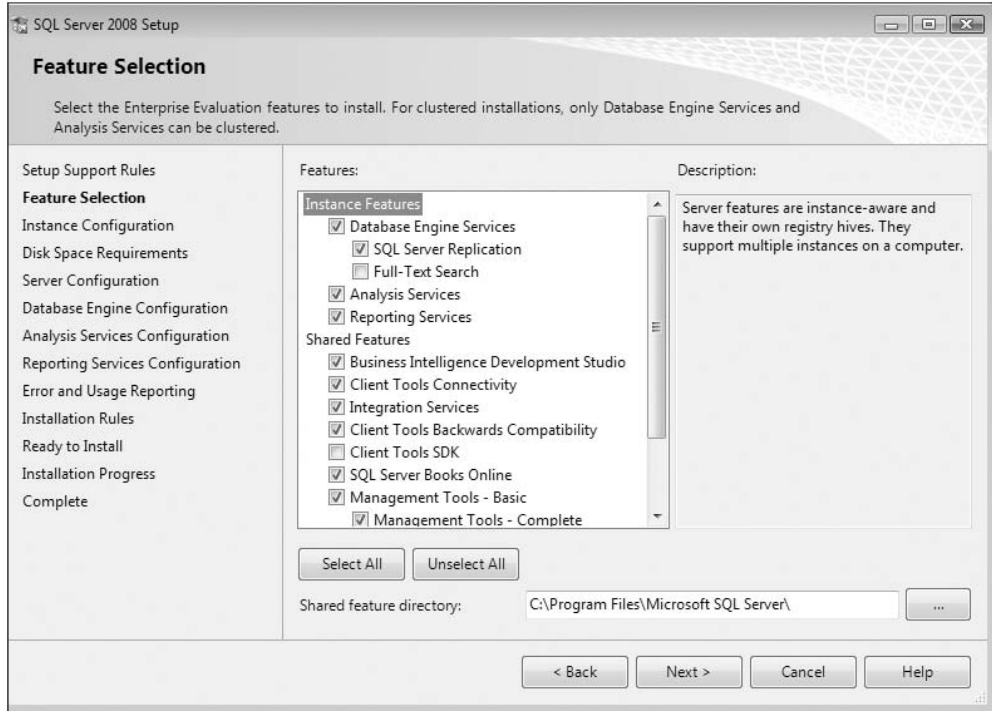 SQL Server 2008 Setup
Feature Selection
Select the Enterprise Evaluation features to install. For clustered installations, only Database Engine Services and
Analysis Services can be clustered.
Setup Support Rules
Feature Selection
Instance Configuration
Disk Space Requirements
Server Configuration
Database Engine Configuration
Analysis Services Configuration
Reporting Services Configuration
Error and Usage Reporting
Installation Rules
Ready to Install
Installation Progress
Complete
Features:
Instance Features
Database Engine Services
SQL Server Replication
Full-Text Search
Analysis Services
Reporting Services
Shared Features
Business Intelligence Development Studio
Client Tools Connectivity
Integration Services
Client Tools Backwards Compatibility
Client Tools SDK
SQL Server Books Online
Management Tools - Basic
Management Tools - Complete
Description:
Server features are instance-aware and
have their own registry hives. They
support multiple instances on a computer.
Select All
Unselect All
Shared feature directory:
C:\Program Files\Microsoft SQL Server\
...
< Back
Next >
Cancel
Help